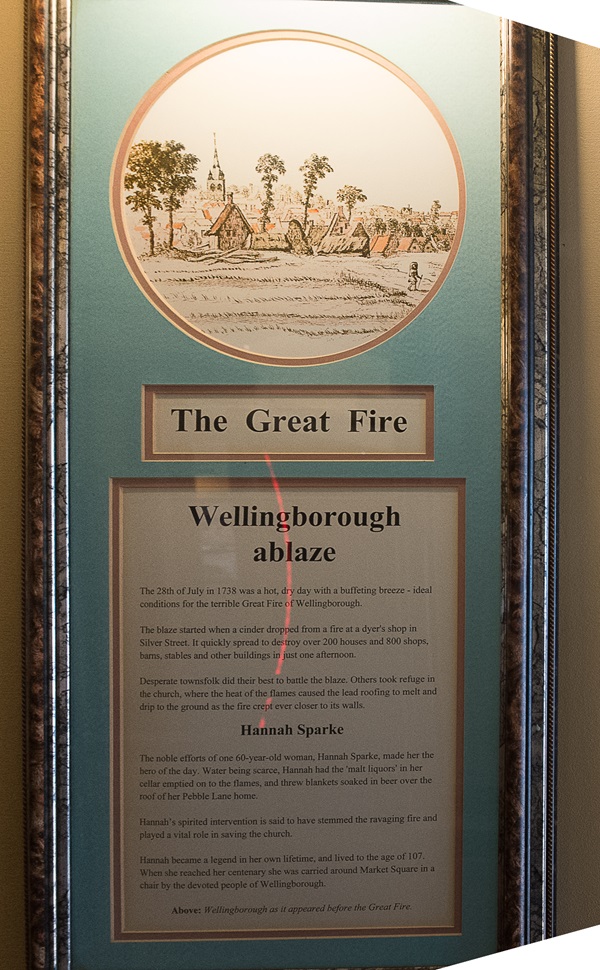 The Great Fire
Wellingborough
ablaze
The 28th of July in 1738 was a hot, dry day with a buffeting breeze - ideal
conditions for the terrible Great Fire of Wellingborough.
The blaze started when a cinder dropped from a fire at a dyer's shop in
Silver Street. It quickly spread to destroy over 200 houses and 800 shops,
barns, stables and other buildings in just one afternoon.
Desperate townsfolk did their best to battle the blaze. Others took refuge in
the church, where the heat of the flames caused the lead roofing to melt and
drip to the ground as the fire crept ever closer to its walls.
Hannah Sparke
The noble efforts of one 60-year-old woman, Hannah Sparke, made her the
hero of the day. Water being scarce, Hannah had the 'malt liquors' in her
cellar emptied on to the flames, and threw blankets soaked in beer over the
roof of her Pebble Lane home.
Hannah's spirited intervention is said to have stemmed the ravaging fire and
played a vital role in saving the church.
Hannah became a legend in her own lifetime, and lived to the age of 107.
When she reached her centenary she was carried around Market Square in a
chair by the devoted people of Wellingborough.
Above: Wellingborough as it appeared before the Great Fire.